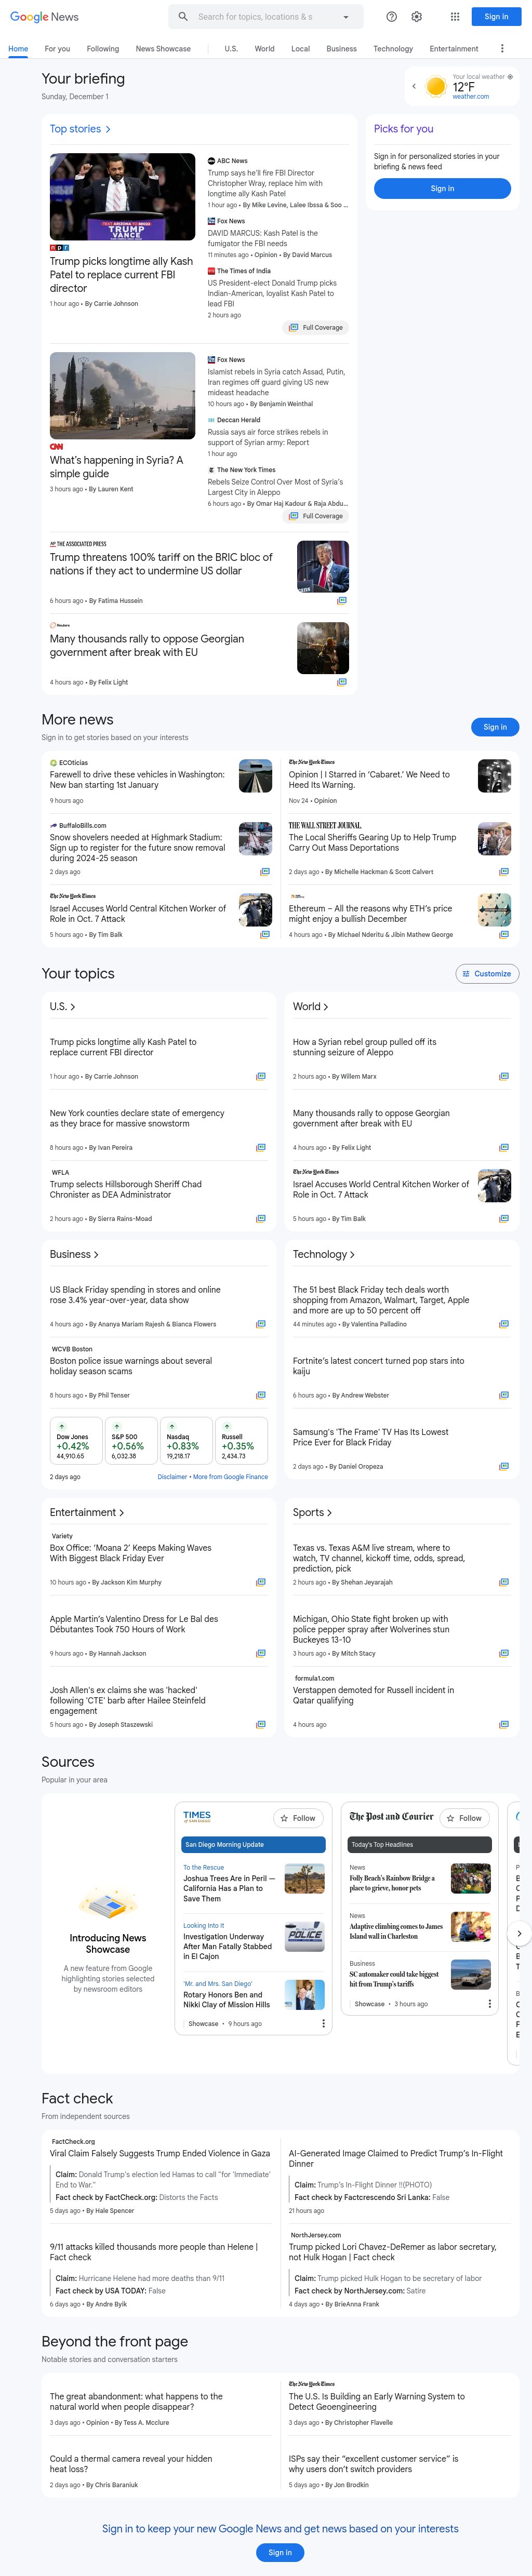 Google News
Search for topics, locations & s
Sign in
Home
For you
Following
News Showcase
U.S.
World
Local
Business
Technology
Entertainment
Your briefing
Sunday, December 1
Your local weather
12°F
weather.com
Top stories
Picks for you
Sign in for personalized stories in your
briefing & news feed
Sign in
TRUMP
VANCE
npr
Trump picks longtime ally Kash
Patel to replace current FBI
director
1 hour ago • By Carrie Johnson
ABC News
Trump says he'll fire FBI Director
Christopher Wray, replace him with
longtime ally Kash Patel
1 hour ago • By Mike Levine, Lalee Ibssa & Soo ...
Fox News
DAVID MARCUS: Kash Patel is the
fumigator the FBI needs
11 minutes ago • Opinion • By David Marcus
The Times of India
US President-elect Donald Trump picks
Indian-American, loyalist Kash Patel to
lead FBI
2 hours ago
Full Coverage
CNN
What's happening in Syria? A
simple guide
3 hours ago • By Lauren Kent
Fox News
Islamist rebels in Syria catch Assad, Putin,
Iran regimes off guard giving US new
mideast headache
10 hours ago • By Benjamin Weinthal
Deccan Herald
Russia says air force strikes rebels in
support of Syrian army: Report
1 hour ago
The New York Times
Rebels Seize Control Over Most of Syria's
Largest City in Aleppo
6 hours ago • By Omar Haj Kadour & Raja Abdu...
Full Coverage
AP THE ASSOCIATED PRESS
Trump threatens 100% tariff on the BRIC bloc of
nations if they act to undermine US dollar
6 hours ago • By Fatima Hussein
Reuters
Many thousands rally to oppose Georgian
government after break with EU
4 hours ago • By Felix Light
More news
Sign in to get stories based on your interests
Sign in
ECOticias
Farewell to drive these vehicles in Washington:
New ban starting 1st January
9 hours ago
The New York Times
Opinion | I Starred in 'Cabaret.' We Need to
Heed Its Warning.
Nov 24 • Opinion
BuffaloBills.com
Snow shovelers needed at Highmark Stadium:
Sign up to register for the future snow removal
during 2024-25 season
2 days ago
THE WALL STREET JOURNAL
The Local Sheriffs Gearing Up to Help Trump
Carry Out Mass Deportations
2 days ago • By Michelle Hackman & Scott Calvert
The New York Times
Israel Accuses World Central Kitchen Worker of
Role in Oct. 7 Attack
5 hours ago • By Tim Balk
Ethereum – All the reasons why ETH's price
might enjoy a bullish December
4 hours ago • By Michael Nderitu & Jibin Mathew George
Your topics
Customize
U.S.
Trump picks longtime ally Kash Patel to
replace current FBI director
1 hour ago • By Carrie Johnson
New York counties declare state of emergency
as they brace for massive snowstorm
8 hours ago • By Ivan Pereira
WFLA
Trump selects Hillsborough Sheriff Chad
Chronister as DEA Administrator
2 hours ago • By Sierra Rains-Moad
World
How a Syrian rebel group pulled off its
stunning seizure of Aleppo
2 hours ago • By Willem Marx
Many thousands rally to oppose Georgian
government after break with EU
4 hours ago • By Felix Light
The New York Times
Israel Accuses World Central Kitchen Worker of
Role in Oct. 7 Attack
5 hours ago • By Tim Balk
Business
US Black Friday spending in stores and online
rose 3.4% year-over-year, data show
4 hours ago • By Ananya Mariam Rajesh & Bianca Flowers
WCVB Boston
Boston police issue warnings about several
holiday season scams
8 hours ago • By Phil Tenser
Dow Jones
+0.42%
44,910.65
S&P 500
+0.56%
6,032.38
Nasdaq
+0.83%
19,218.17
Russell
+0.35%
2,434.73
2 days ago
Disclaimer • More from Google Finance
Technology
The 51 best Black Friday tech deals worth
shopping from Amazon, Walmart, Target, Apple
and more are up to 50 percent off
44 minutes ago • By Valentina Palladino
Fortnite's latest concert turned pop stars into
kaiju
6 hours ago • By Andrew Webster
Samsung's 'The Frame' TV Has Its Lowest
Price Ever for Black Friday
2 days ago • By Daniel Oropeza
Entertainment
Variety
Box Office: 'Moana 2' Keeps Making Waves
With Biggest Black Friday Ever
10 hours ago • By Jackson Kim Murphy
Apple Martin's Valentino Dress for Le Bal des
Débutantes Took 750 Hours of Work
9 hours ago • By Hannah Jackson
Josh Allen's ex claims she was 'hacked'
following 'CTE' barb after Hailee Steinfeld
engagement
5 hours ago • By Joseph Staszewski
Sports
Texas vs. Texas A&M live stream, where to
watch, TV channel, kickoff time, odds, spread,
prediction, pick
2 hours ago • By Shehan Jeyarajah
Michigan, Ohio State fight broken up with
police pepper spray after Wolverines stun
Buckeyes 13-10
3 hours ago • By Mitch Stacy
formula1.com
Verstappen demoted for Russell incident in
Qatar qualifying
4 hours ago
Sources
Popular in your area
Introducing News
Showcase
A new feature from Google
highlighting stories selected
by newsroom editors
TIMES
OF SAN DIEGO
Follow
San Diego Morning Update
To the Rescue
Joshua Trees Are in Peril —
California Has a Plan to
Save Them
Looking Into It
Investigation Underway
After Man Fatally Stabbed
in El Cajon
POLICE
'Mr. and Mrs. San Diego'
Rotary Honors Ben and
Nikki Clay of Mission Hills
Showcase • 9 hours ago
The Post and Courier
Follow
Today's Top Headlines
News
Folly Beach's Rainbow Bridge a
place to grieve, honor pets
News
Adaptive climbing comes to James
Island wall in Charleston
Business
SC automaker could take biggest
hit from Trump's tariffs
Showcase • 3 hours ago
Fact check
From independent sources
FactCheck.org
Viral Claim Falsely Suggests Trump Ended Violence in Gaza
Claim: Donald Trump's election led Hamas to call "for 'Immediate'
End to War."
Fact check by FactCheck.org: Distorts the Facts
5 days ago • By Hale Spencer
AI-Generated Image Claimed to Predict Trump's In-Flight
Dinner
Claim: Trump's In-Flight Dinner !!(PHOTO)
Fact check by Factcrescendo Sri Lanka: False
21 hours ago
9/11 attacks killed thousands more people than Helene |
Fact check
Claim: Hurricane Helene had more deaths than 9/11
Fact check by USA TODAY: False
6 days ago • By Andre Byik
NorthJersey.com
Trump picked Lori Chavez-DeRemer as labor secretary,
not Hulk Hogan | Fact check
Claim: Trump picked Hulk Hogan to be secretary of labor
Fact check by NorthJersey.com: Satire
4 days ago • By BrieAnna Frank
Beyond the front page
Notable stories and conversation starters
The great abandonment: what happens to the
natural world when people disappear?
3 days ago • Opinion • By Tess A. Mcclure
The New York Times
The U.S. Is Building an Early Warning System to
Detect Geoengineering
3 days ago • By Christopher Flavelle
Could a thermal camera reveal your hidden
heat loss?
2 days ago • By Chris Baraniuk
ISPs say their "excellent customer service" is
why users don't switch providers
5 days ago • By Jon Brodkin
Sign in to keep your new Google News and get news based on your interests
Sign in